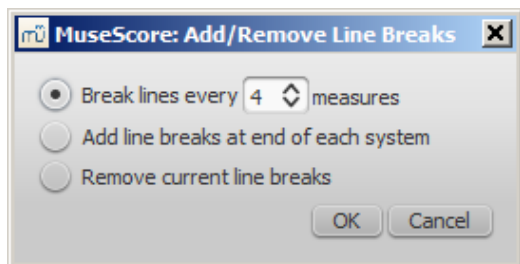 mū MuseScore: Add/Remove Line Breaks
Break lines every 4 measures
Add line breaks at end of each system
Remove current line breaks
OK Cancel